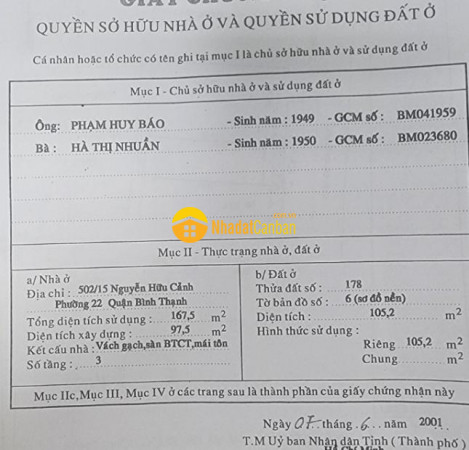 QUYỀN SỞ HỮU NHÀ Ở VÀ QUYỀN SỬ DỤNG ĐẤT Ở
Cá nhân hoặc tổ chức có tên ghi tại mục I là chủ sở hữu nhà ở và sử dụng đất ở
Mục I - Chủ sở hữu nhà ở và sử dụng đất ở
Ông: PHẠM HUY BÁO - Sinh năm : 1949 - GCM số : BM041959
Bà : HÀ THỊ NHUẦN - Sinh năm : 1950 - GCM số : BM023680
Nhadatcanban
Mục II - Thực trạng nhà ở, đất ở
a/ Nhà ở
Địa chỉ : 502/15 Nguyễn Hữu Cảnh
Phường 22 Quận Bình Thạnh
Tổng diện tích sử dụng : 167,5 m2
Diện tích xây dựng : 97,5 m2
Kết cấu nhà : Vách gạch,sàn BTCT,mái tôn
Số tầng : 3
b/ Đất ở
Thửa đất số : 178
Tờ bản đồ số : 6 (sơ đồ nền)
Diện tích : 105,2 m2
Hình thức sử dụng :
Riêng 105,2 m2
Chung m2
Mục IIc,Mục III, Mục IV ở các trang sau là thành phần của giấy chứng nhận này
Ngày 07 tháng 6 năm 2001
T.M Uỷ ban Nhân dân Tỉnh ( Thành phố )